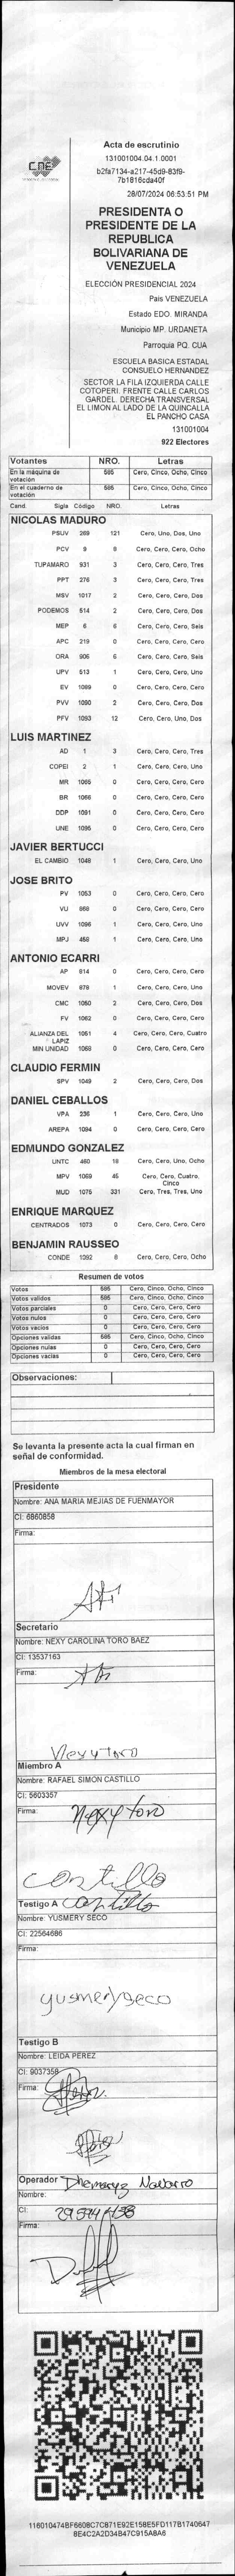 CNE
Acta de escrutinio
131001004.04.1.0001
b2fa7134-a217-45d9-83f9-
7b1816cda40f
28/07/2024 06:53:51 PM
PRESIDENTA O
PRESIDENTE DE LA
REPUBLICA
BOLIVARIANA DE
VENEZUELA
ELECCIÓN PRESIDENCIAL 2024
Pais VENEZUELA
Estado EDO. MIRANDA
Municipio MP. URDANETA
Parroquia PQ. CUA
ESCUELA BASICA ESTADAL
CONSUELO HERNANDEZ
SECTOR LA FILA IZQUIERDA CALLE
COTOPERI. FRENTE CALLE CARLOS
GARDEL. DERECHA TRANSVERSAL
EL LIMON AL LADO DE LA QUINCALLA
EL PANCHO CASA
131001004
922 Electores
Votantes NRO. Letras
En la máquina de votación 585 Cero, Cinco, Ocho, Cinco
En el cuaderno de votación 585 Cero, Cinco, Ocho, Cinco
Cand. Sigla Código NRO. Letras
NICOLAS MADURO
PSUV 269 121 Cero, Uno, Dos, Uno
PCV 9 8 Cero, Cero, Cero, Ocho
TUPAMARO 931 3 Cero, Cero, Cero, Tres
PPT 276 3 Cero, Cero, Cero, Tres
MSV 1017 2 Cero, Cero, Cero, Dos
PODEMOS 514 2 Cero, Cero, Cero, Dos
MEP 6 6 Cero, Cero, Cero, Seis
APC 219 0 Cero, Cero, Cero, Cero
ORA 906 6 Cero, Cero, Cero, Seis
UPV 513 1 Cero, Cero, Cero, Uno
EV 1089 0 Cero, Cero, Cero, Cero
PVV 1090 2 Cero, Cero, Cero, Dos
PFV 1093 12 Cero, Cero, Uno, Dos
LUIS MARTINEZ
AD 1 3 Cero, Cero, Cero, Tres
COPEI 2 1 Cero, Cero, Cero, Uno
MR 1065 0 Cero, Cero, Cero, Cero
BR 1066 0 Cero, Cero, Cero, Cero
DDP 1091 0 Cero, Cero, Cero, Cero
UNE 1095 0 Cero, Cero, Cero, Cero
JAVIER BERTUCCI
EL CAMBIO 1048 1 Cero, Cero, Cero, Uno
JOSE BRITO
PV 1053 0 Cero, Cero, Cero, Cero
VU 868 0 Cero, Cero, Cero, Cero
UVV 1096 1 Cero, Cero, Cero, Uno
MPJ 458 1 Cero, Cero, Cero, Uno
ANTONIO ECARRI
AP 614 0 Cero, Cero, Cero, Cero
MOVEV 879 1 Cero, Cero, Cero, Uno
CMC 1050 2 Cero, Cero, Cero, Dos
FV 1062 0 Cero, Cero, Cero, Cero
ALIANZA DEL LAPIZ 1051 4 Cero, Cero, Cero, Cuatro
MIN UNIDAD 1068 0 Cero, Cero, Cero, Cero
CLAUDIO FERMIN
SPV 1049 2 Cero, Cero, Cero, Dos
DANIEL CEBALLOS
VPA 236 1 Cero, Cero, Cero, Uno
AREPA 1094 0 Cero, Cero, Cero, Cero
EDMUNDO GONZALEZ
UNTC 460 18 Cero, Cero, Uno, Ocho
MPV 1069 45 Cero, Cero, Cuatro, Cinco
MUD 1075 331 Cero, Tres, Tres, Uno
ENRIQUE MARQUEZ
CENTRADOS 1073 0 Cero, Cero, Cero, Cero
BENJAMIN RAUSSEO
CONDE 1092 8 Cero, Cero, Cero, Ocho
Resumen de votos
Votos 585 Cero, Cinco, Ocho, Cinco
Votos validos 585 Cero, Cinco, Ocho, Cinco
Votos parciales 0 Cero, Cero, Cero, Cero
Votos nulos 0 Cero, Cero, Cero, Cero
Votos vacíos 0 Cero, Cero, Cero, Cero
Opciones validas 585 Cero, Cinco, Ocho, Cinco
Opciones nulas 0 Cero, Cero, Cero, Cero
Opciones vacias 0 Cero, Cero, Cero, Cero
Observaciones:
Se levanta la presente acta la cual firman en
señal de conformidad.
Miembros de la mesa electoral
Presidente
Nombre: ANA MARIA MEJIAS DE FUENMAYOR
CI: 6860858
Firma:
Secretario
Nombre: NEXY CAROLINA TORO BAEZ
CI: 13537163
Firma:
Nexy Toro
Miembro A
Nombre: RAFAEL SIMON CASTILLO
CI: 5603357
Firma:
Nexy toro
Castillo
Testigo A Castillo
Nombre: YUSMERY SECO
CI: 22564686
Firma:
yusmery seco
Testigo B
Nombre: LEIDA PEREZ
CI: 9037358
Firma:
Operador
Nombre: Navarro
CI:
Firma:
116010474BF6608C7C871E92E158E5FD117B1740647
8E4C2A2D34B47C915A8A6